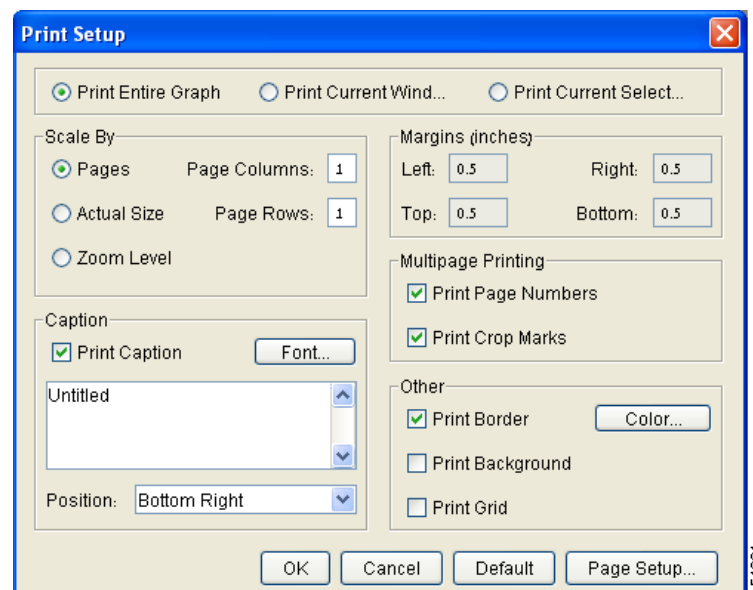 Print Setup
Print Entire Graph
Print Current Wind...
Print Current Select...
Scale By
Pages
Page Columns:
1
Actual Size
Page Rows:
1
Zoom Level
Margins (inches)
Left:
0.5
Right:
0.5
Top:
0.5
Bottom:
0.5
Multipage Printing
Print Page Numbers
Print Crop Marks
Caption
Print Caption
Font...
Untitled
Position:
Bottom Right
Other
Print Border
Color...
Print Background
Print Grid
OK
Cancel
Default
Page Setup...